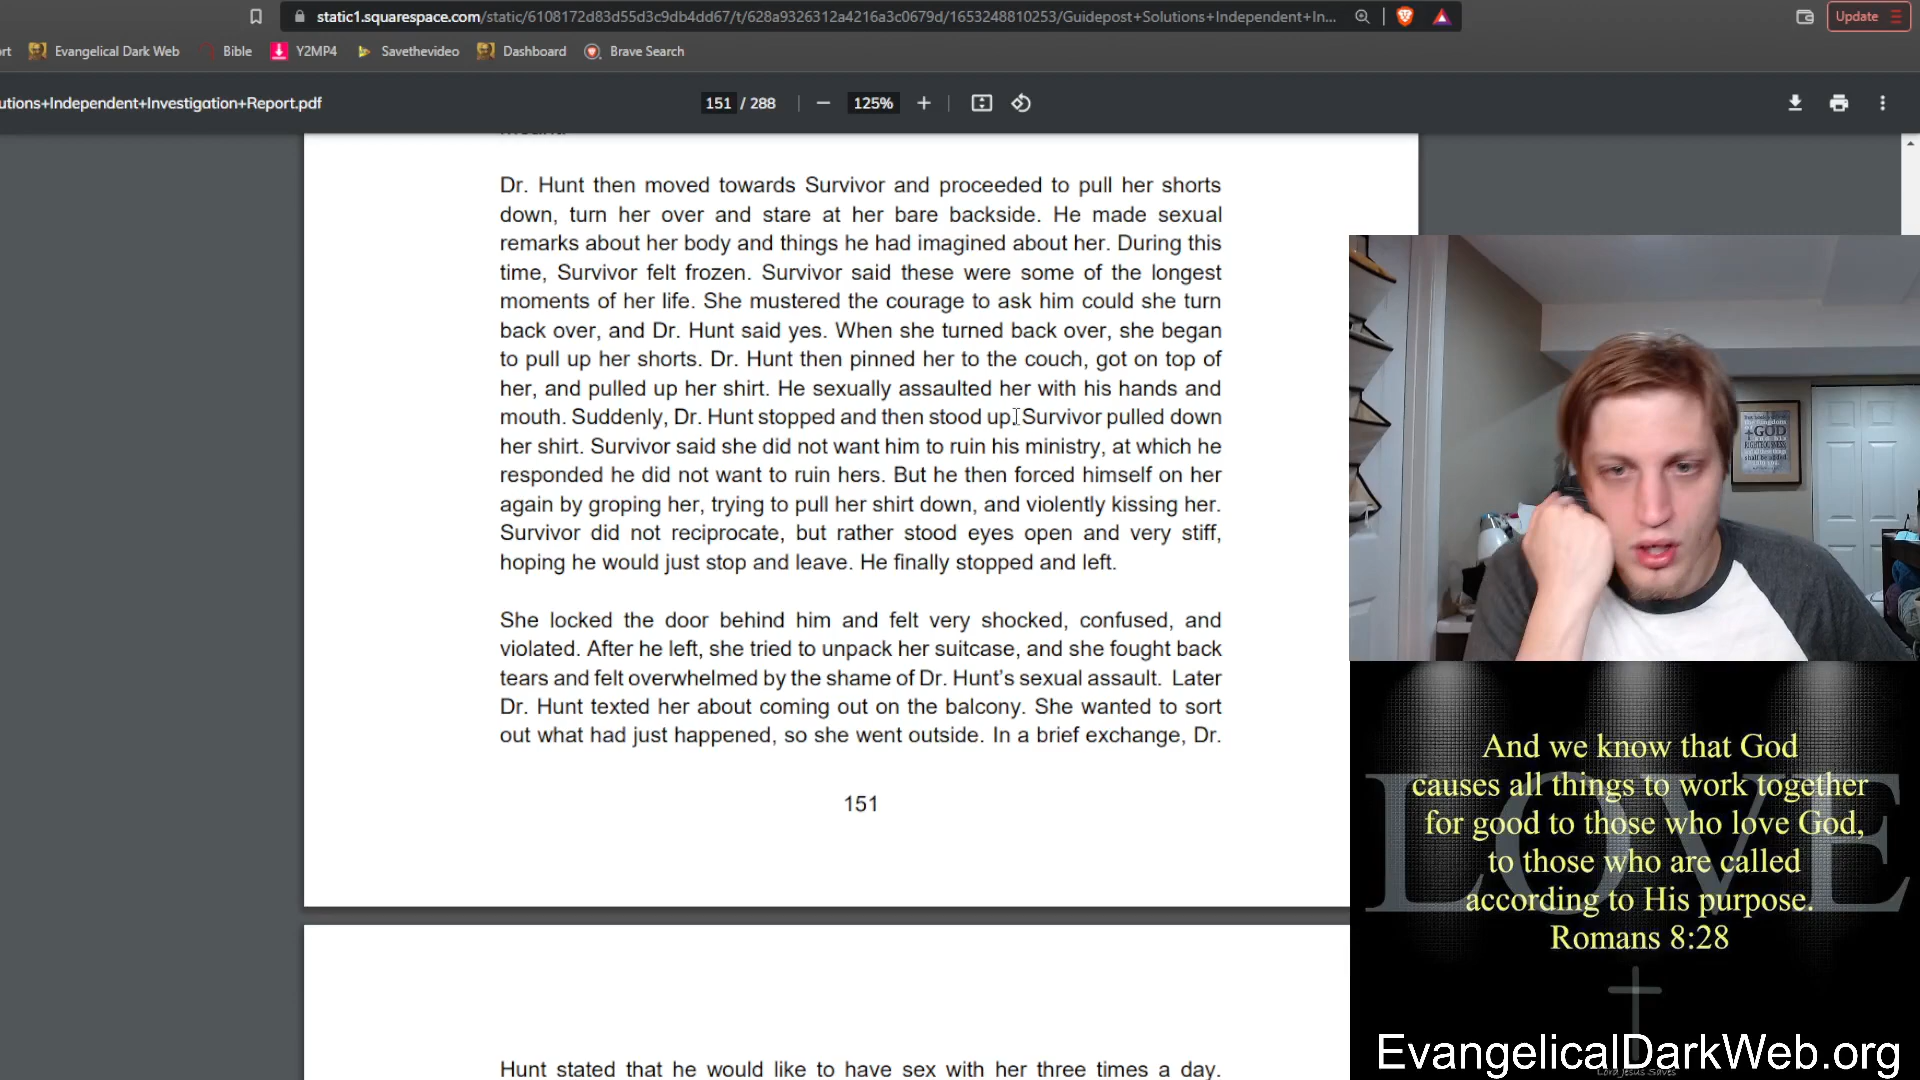 static1.squarespace.com/static/6108172d83d55d3c9db4dd67/t/628a9326312a4216a3c0679d/1653248810253/Guidepost+Solutions+Independent+In...
Update
rt
Evangelical Dark Web
Bible
Y2MP4
Savethevideo
Dashboard
Brave Search
utions+Independent+Investigation+Report.pdf
151 / 288
125%
Dr. Hunt then moved towards Survivor and proceeded to pull her shorts
down, turn her over and stare at her bare backside. He made sexual
remarks about her body and things he had imagined about her. During this
time, Survivor felt frozen. Survivor said these were some of the longest
moments of her life. She mustered the courage to ask him could she turn
back over, and Dr. Hunt said yes. When she turned back over, she began
to pull up her shorts. Dr. Hunt then pinned her to the couch, got on top of
her, and pulled up her shirt. He sexually assaulted her with his hands and
mouth. Suddenly, Dr. Hunt stopped and then stood up. Survivor pulled down
her shirt. Survivor said she did not want him to ruin his ministry, at which he
responded he did not want to ruin hers. But he then forced himself on her
again by groping her, trying to pull her shirt down, and violently kissing her.
Survivor did not reciprocate, but rather stood eyes open and very stiff,
hoping he would just stop and leave. He finally stopped and left.
She locked the door behind him and felt very shocked, confused, and
violated. After he left, she tried to unpack her suitcase, and she fought back
tears and felt overwhelmed by the shame of Dr. Hunt's sexual assault. Later
Dr. Hunt texted her about coming out on the balcony. She wanted to sort
out what had just happened, so she went outside. In a brief exchange, Dr.
151
Hunt stated that he would like to have sex with her three times a day.
GOD
LOVE
And we know that God
causes all things to work together
for good to those who love God,
to those who are called
according to His purpose.
Romans 8:28
EvangelicalDarkWeb.org
Lord Jesus Saves